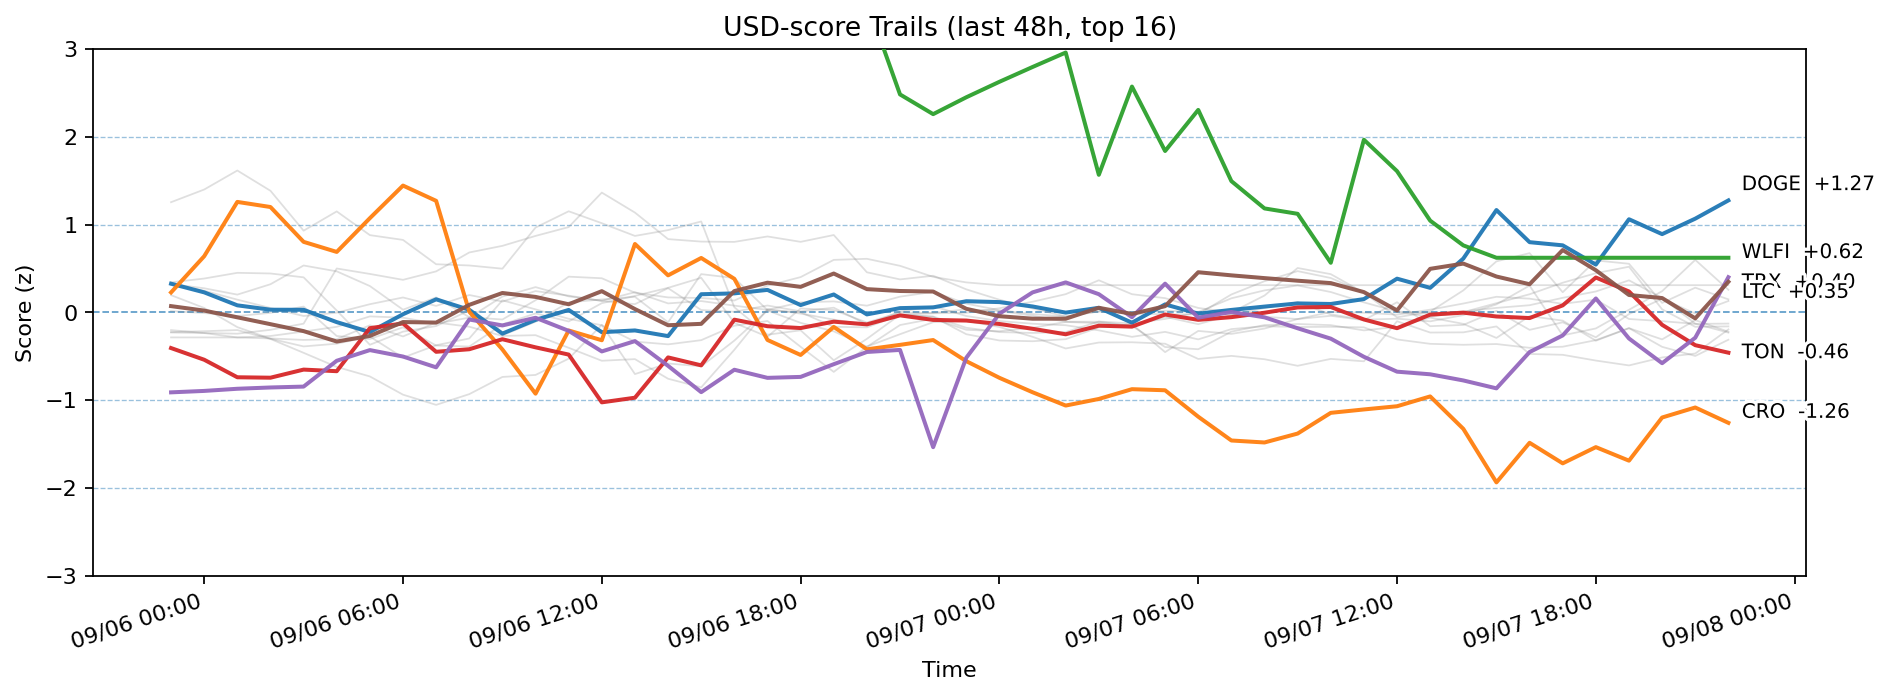 USD-score Trails (last 48h, top 16)
Score (z)
3
2
1
0
−1
−2
−3
DOGE +1.27
WLFI +0.62
TRX +0.40
LTC +0.35
TON -0.46
CRO -1.26
09/06 00:00
09/06 06:00
09/06 12:00
09/06 18:00
09/07 00:00
09/07 06:00
09/07 12:00
09/07 18:00
09/08 00:00
Time